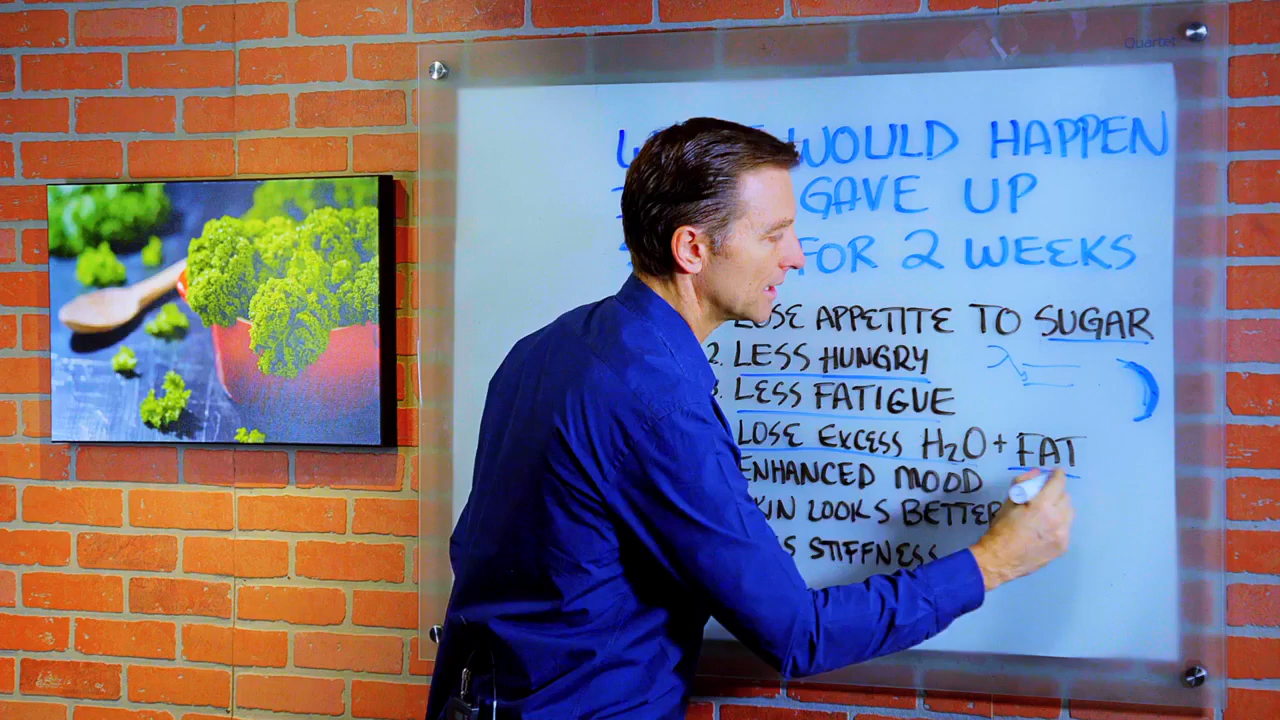 Quartet
WOULD HAPPEN
GAVE UP
FOR 2 WEEKS
LOSE APPETITE TO SUGAR
2. LESS HUNGRY
LESS FATIGUE
LOSE EXCESS H2O + FAT
ENHANCED MOOD
LOOKS BETTER
STIFFNESS